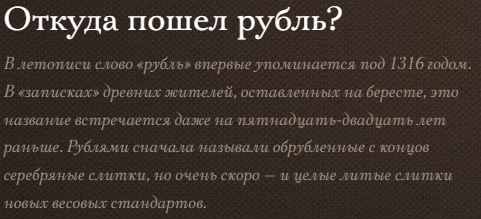 Откуда пошел рубль?
В летописи слово «рубль» впервые упоминается под 1316 годом.
В «записках» древних жителей, оставленных на бересте, это
название встречается даже на пятнадцать-двадцать лет
раньше. Рублями сначала называли обрубленные с концов
серебряные слитки, но очень скоро – и целые литые слитки
новых весовых стандартов.